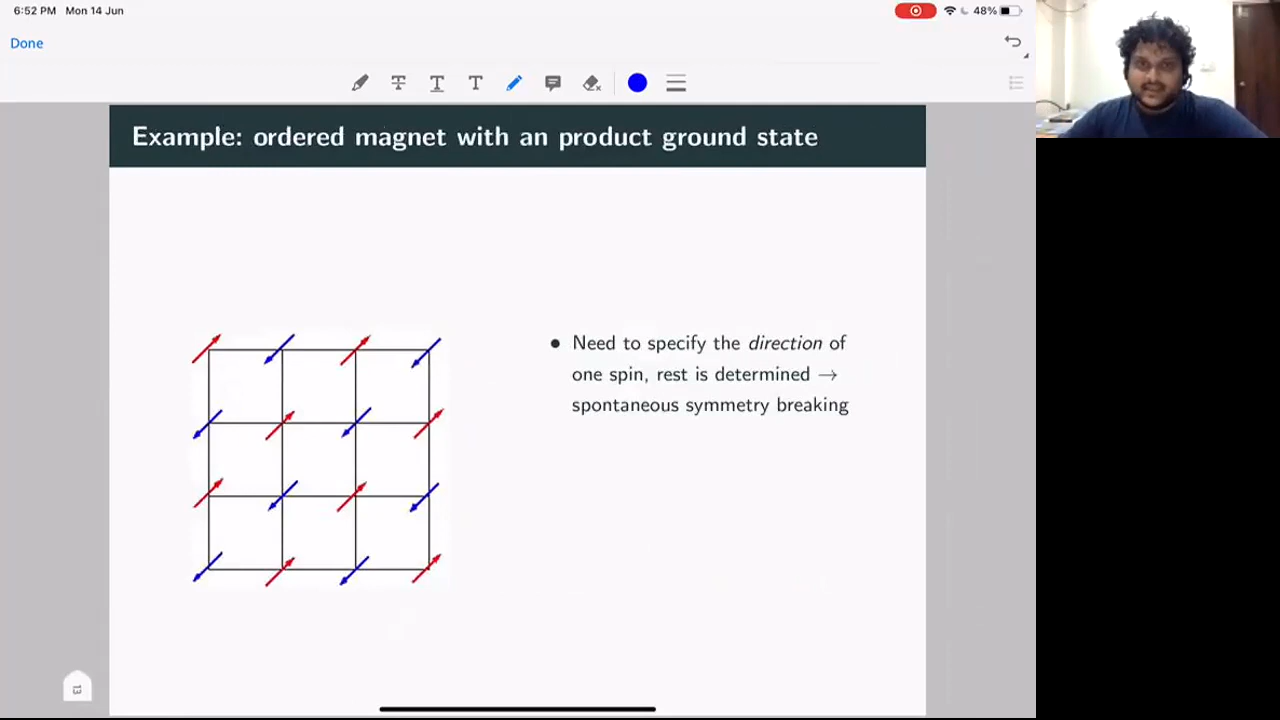 6:52 PM Mon 14 Jun
48%
Done
T T T
Example: ordered magnet with an product ground state
• Need to specify the direction of
one spin, rest is determined →
spontaneous symmetry breaking
13